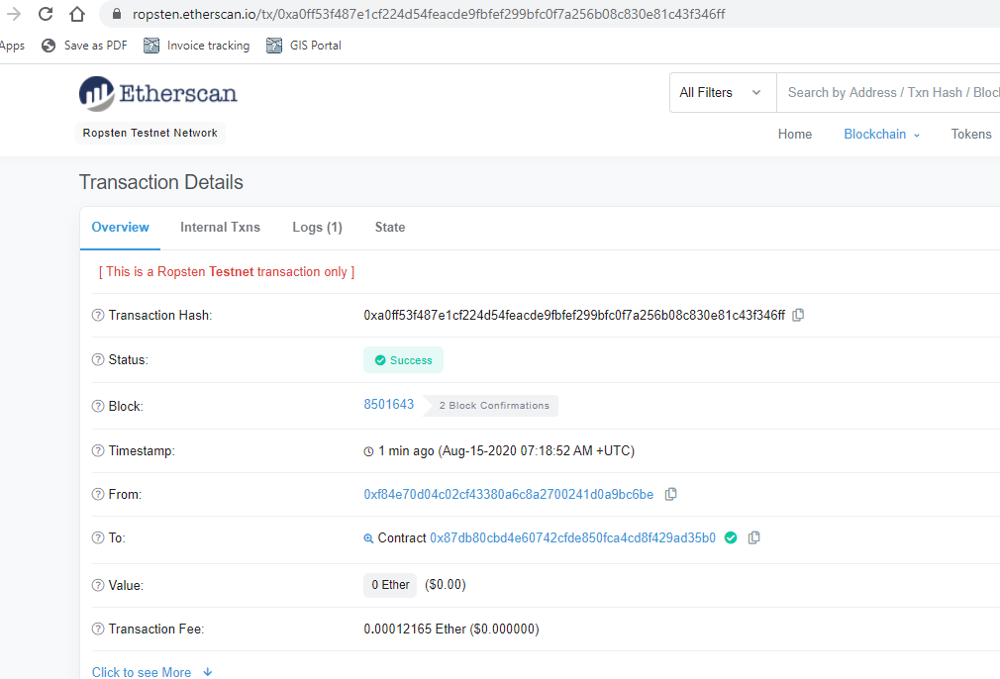 ropsten.etherscan.io/tx/0xa0ff53f487e1cf224d54feacde9fbfef299bfc0f7a256b08c830e81c43f346ff
Apps Save as PDF Invoice tracking GIS Portal
Etherscan
All Filters Search by Address / Txn Hash / Bloc
Ropsten Testnet Network
Home Blockchain Tokens
Transaction Details
Overview Internal Txns Logs (1) State
[ This is a Ropsten Testnet transaction only ]
Transaction Hash: 0xa0ff53f487e1cf224d54feacde9fbfef299bfc0f7a256b08c830e81c43f346ff
Status: Success
Block: 8501643 2 Block Confirmations
Timestamp: 1 min ago (Aug-15-2020 07:18:52 AM +UTC)
From: 0xf84e70d04c02cf43380a6c8a2700241d0a9bc6be
To: Contract 0x87db80cbd4e60742cfde850fca4cd8f429ad35b0
Value: 0 Ether ($0.00)
Transaction Fee: 0.00012165 Ether ($0.000000)
Click to see More